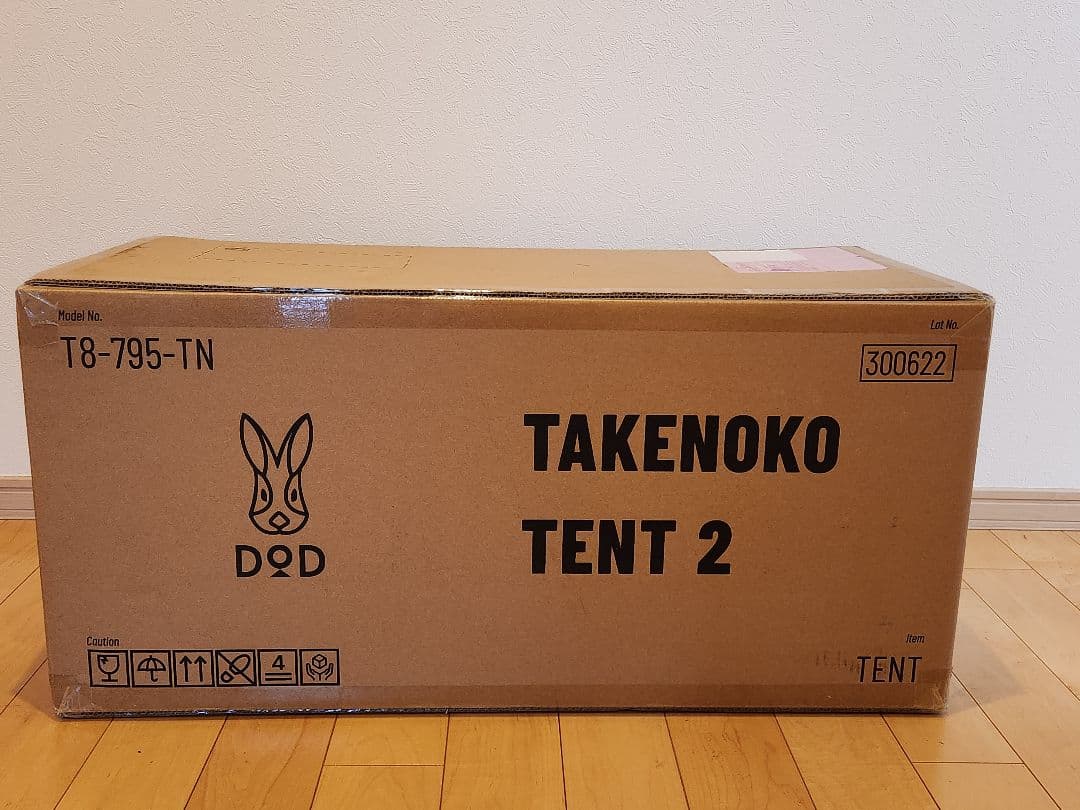 Model No.
T8-795-TN
Lot No.
300622
DOD
TAKENOKO
TENT 2
Caution
4
Item
TENT